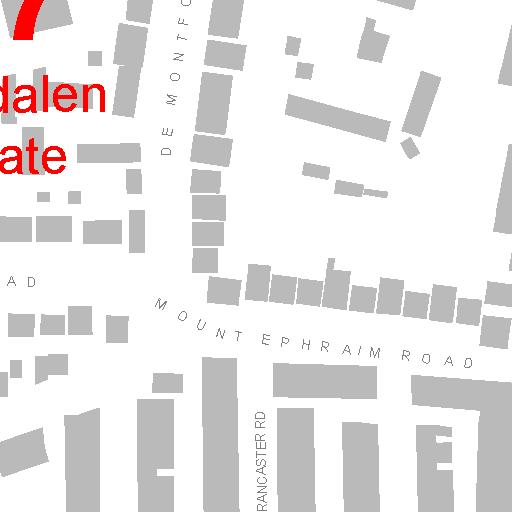 DE MONTFO
dalen
ate
AD
MOUNT EPHRAIM ROAD
RANCASTER RD